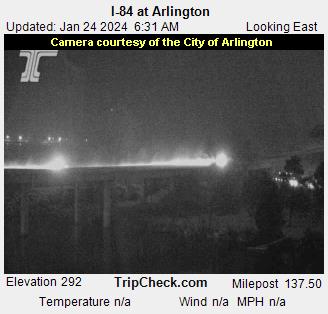 I-84 at Arlington
Updated: Jan 24 2024 6:31 AM Looking East
Camera courtesy of the City of Arlington
Elevation 292 TripCheck.com Milepost 137.50
Temperature n/a Wind n/a MPH n/a